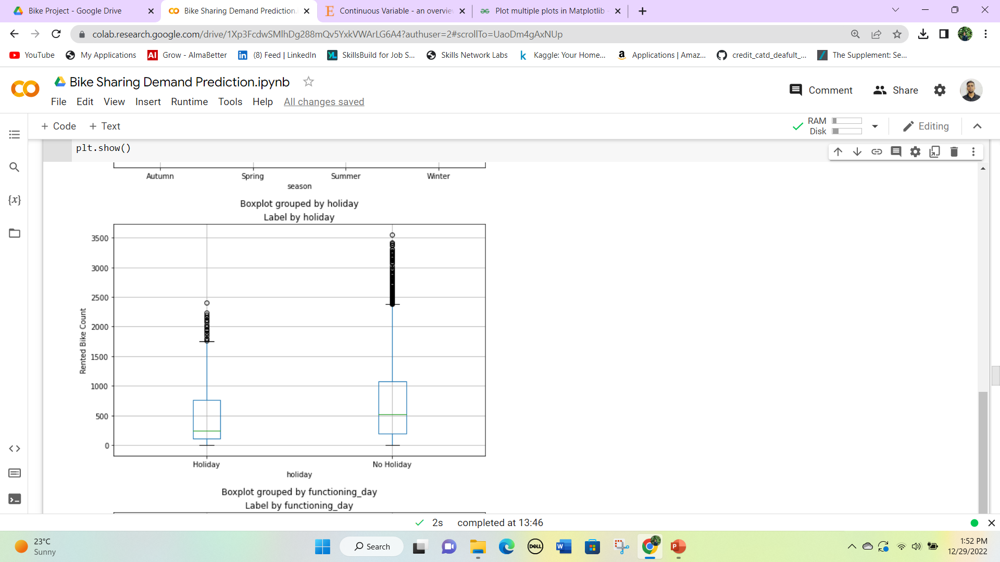 Bike Project - Google Drive
Bike Sharing Demand Prediction.
Continuous Variable - an overvie
Plot multiple plots in Matplotlib -
colab.research.google.com/drive/1Xp3FcdwSMlhDg288mQv5YxkVWArLG6A4?authuser=2#scrollTo=UaoDm4gAxNUp
YouTube
My Applications
AI Grow - AlmaBetter
in (8) Feed | LinkedIn
SkillsBuild for Job S...
Skills Network Labs
k Kaggle: Your Home...
a Applications | Amaz...
credit_catd_deafult_...
The Supplement: Se...
Bike Sharing Demand Prediction.ipynb
Comment
Share
File Edit View Insert Runtime Tools Help All changes saved
+ Code + Text
RAM
Disk
Editing
plt.show()
Autumn Spring Summer Winter
season
Boxplot grouped by holiday
Label by holiday
3500
3000
2500
2000
1500
1000
500
0
Rented Bike Count
Holiday No Holiday
holiday
Boxplot grouped by functioning_day
Label by functioning_day
{x}
2s completed at 13:46
23°C
Sunny
Search
DELL
W
P
1:52 PM
12/29/2022